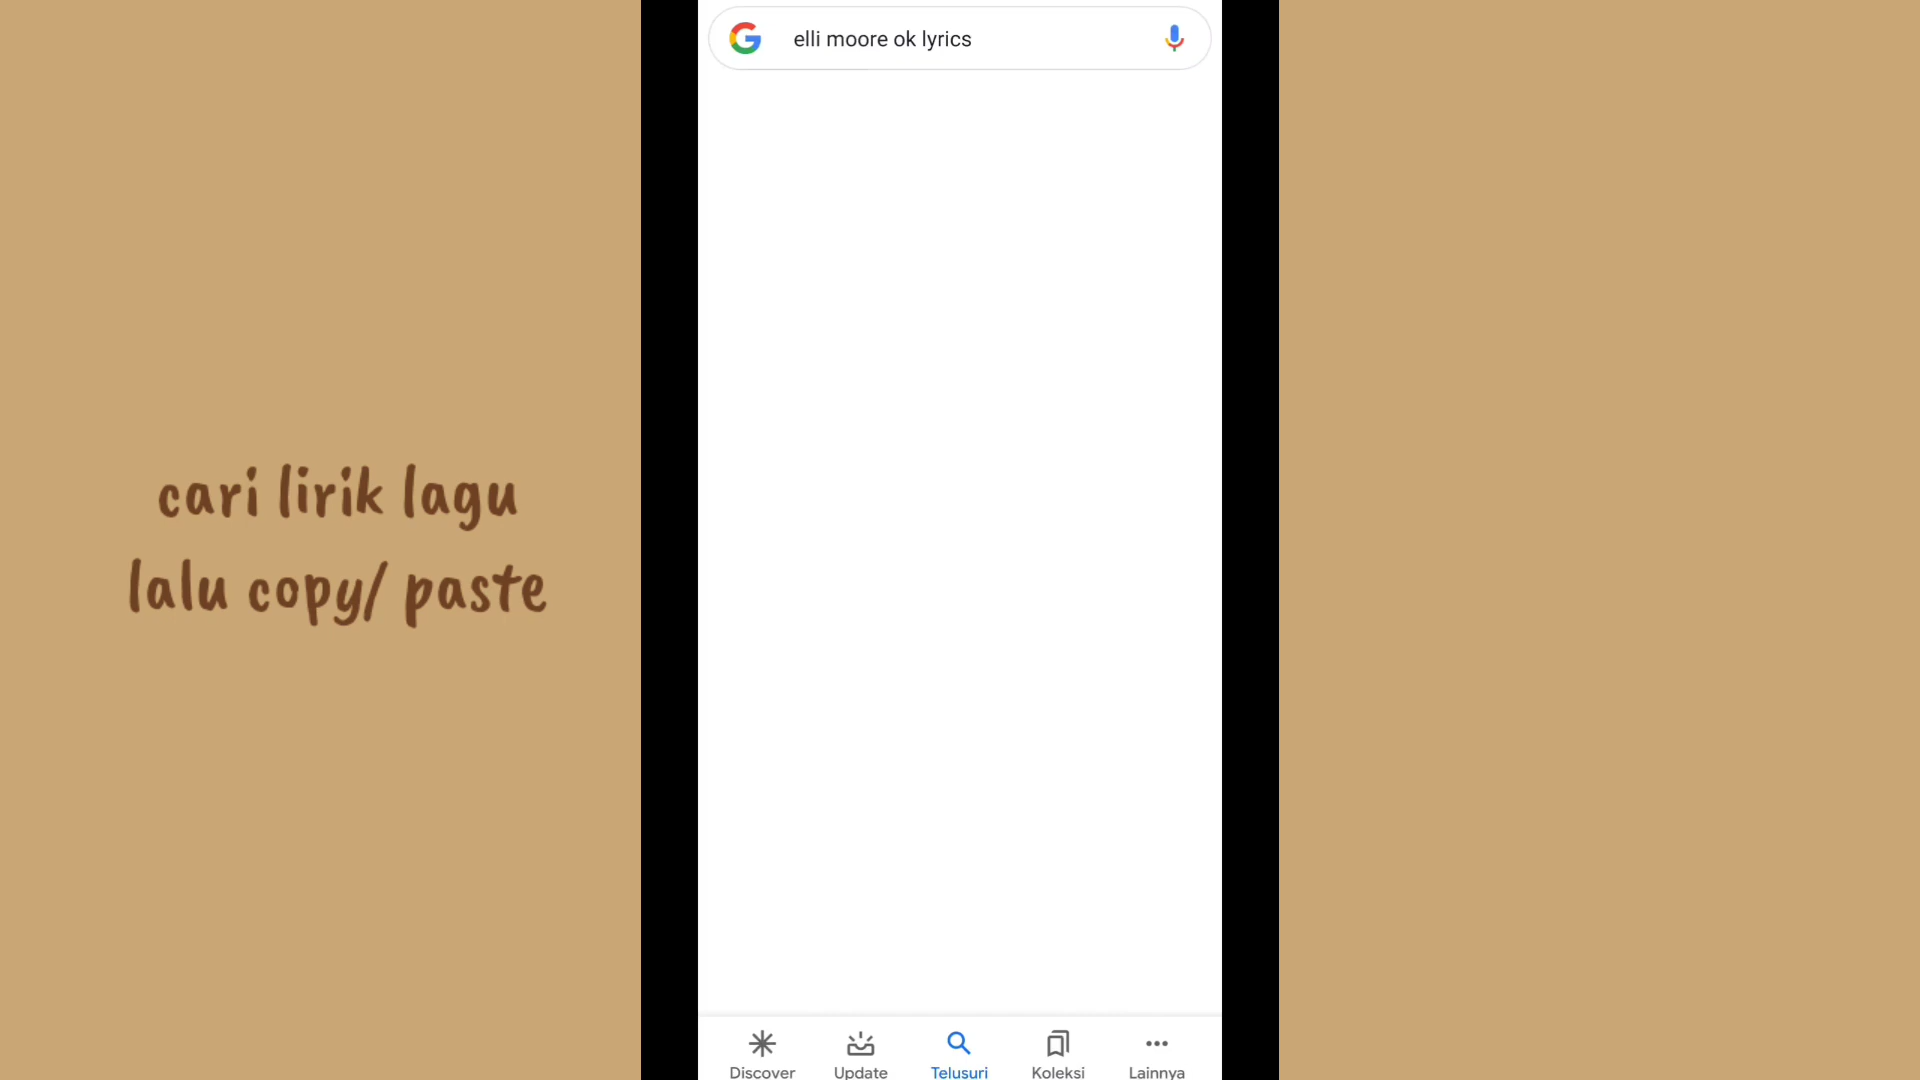 elli moore ok lyrics
cari lirik lagu
lalu copy/ paste
Discover
Update
Telusuri
Koleksi
Lainnya